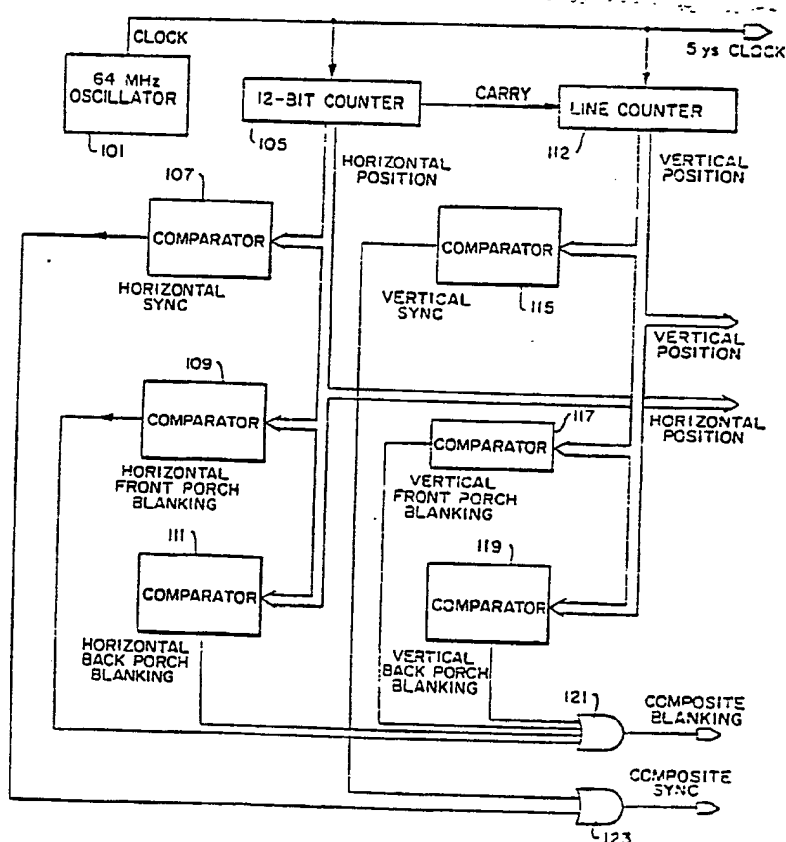 CLOCK
5 ys CLOCK
64 MHz
OSCILLATOR
101
12-BIT COUNTER
105
CARRY
LINE COUNTER
112
HORIZONTAL
POSITION
VERTICAL
POSITION
107
COMPARATOR
HORIZONTAL
SYNC
COMPARATOR
VERTICAL
SYNC
115
VERTICAL
POSITION
109
COMPARATOR
HORIZONTAL
FRONT PORCH
BLANKING
HORIZONTAL
POSITION
117
COMPARATOR
VERTICAL
FRONT PORCH
BLANKING
111
COMPARATOR
HORIZONTAL
BACK PORCH
BLANKING
119
COMPARATOR
VERTICAL
BACK PORCH
BLANKING
121
COMPOSITE
BLANKING
COMPOSITE
SYNC
123